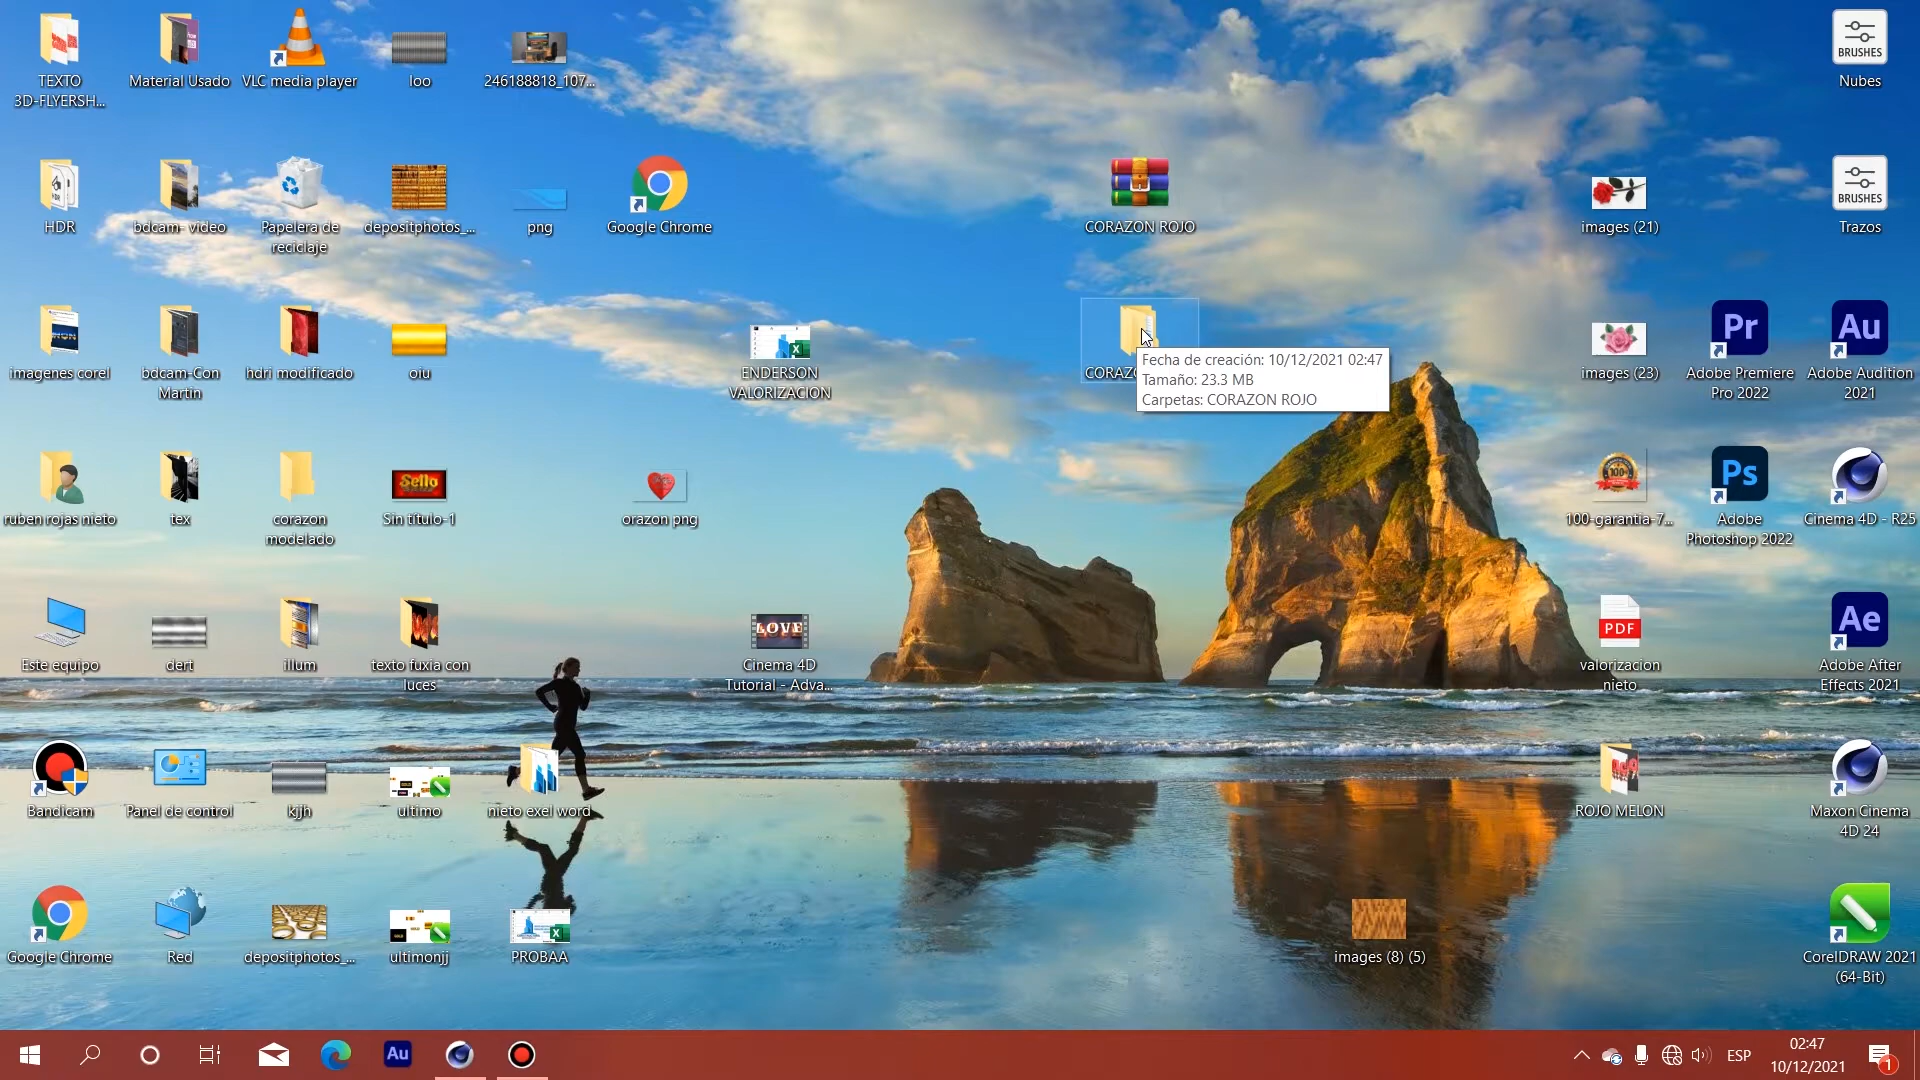 TEXTO
3D-FLYERSH...
Material Usado
VLC media player
loo
246188818_107...
BRUSHES
Nubes
HDR
bdcam- video
Papelera de
reciclaje
depositphotos_...
png
Google Chrome
CORAZON ROJO
images (21)
BRUSHES
Trazos
imagenes corel
bdcam-Con
Martin
hdri modificado
oiu
ENDERSON
VALORIZACION
CORAZ
Fecha de creación: 10/12/2021 02:47
Tamaño: 23.3 MB
Carpetas: CORAZON ROJO
images (23)
Pr
Adobe Premiere
Pro 2022
Au
Adobe Audition
2021
ruben rojas nieto
tex
corazon
modelado
Sello
Sin título-1
orazon png
100%
100-garantia-7...
Ps
Adobe
Photoshop 2022
Cinema 4D - R25
Este equipo
dert
illum
texto fuxia con
luces
LOVE
Cinema 4D
Tutorial - Adva...
PDF
valorizacion
nieto
Ae
Adobe After
Effects 2021
Bandicam
Panel de control
kjjh
ultimo
nieto exel word
ROJO MELON
Maxon Cinema
4D 24
Google Chrome
Red
depositphotos_...
ultimonjj
PROBAA
images (8) (5)
CorelDRAW 2021
(64-Bit)
Au
ESP
02:47
10/12/2021
1